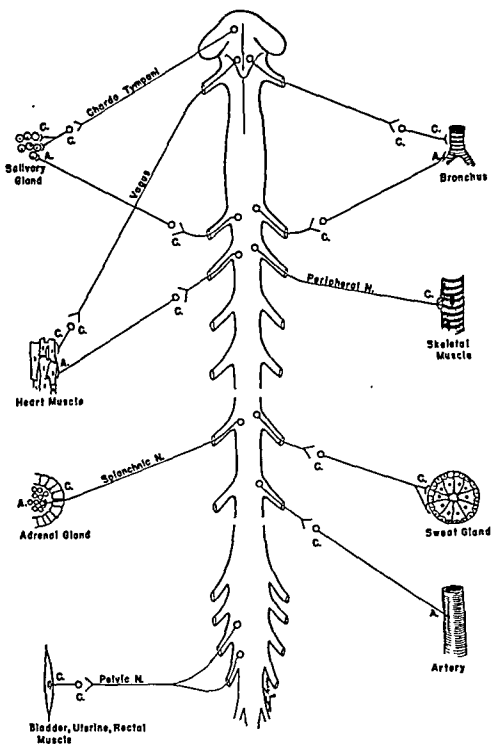 Chorda Tympani
C.
C.
A.
Salivary
Gland
C.
Vagus
C.
C.
C.
A.
Heart Muscle
Splanchnic N.
C.
A.
Adrenal Gland
C.
C.
Pelvic N.
Bladder, Uterine, Rectal
Muscle
C.
C.
A.
Bronchus
C.
Peripheral N.
C.
Skeletal
Muscle
C.
C.
Sweat Gland
C.
A.
Artery